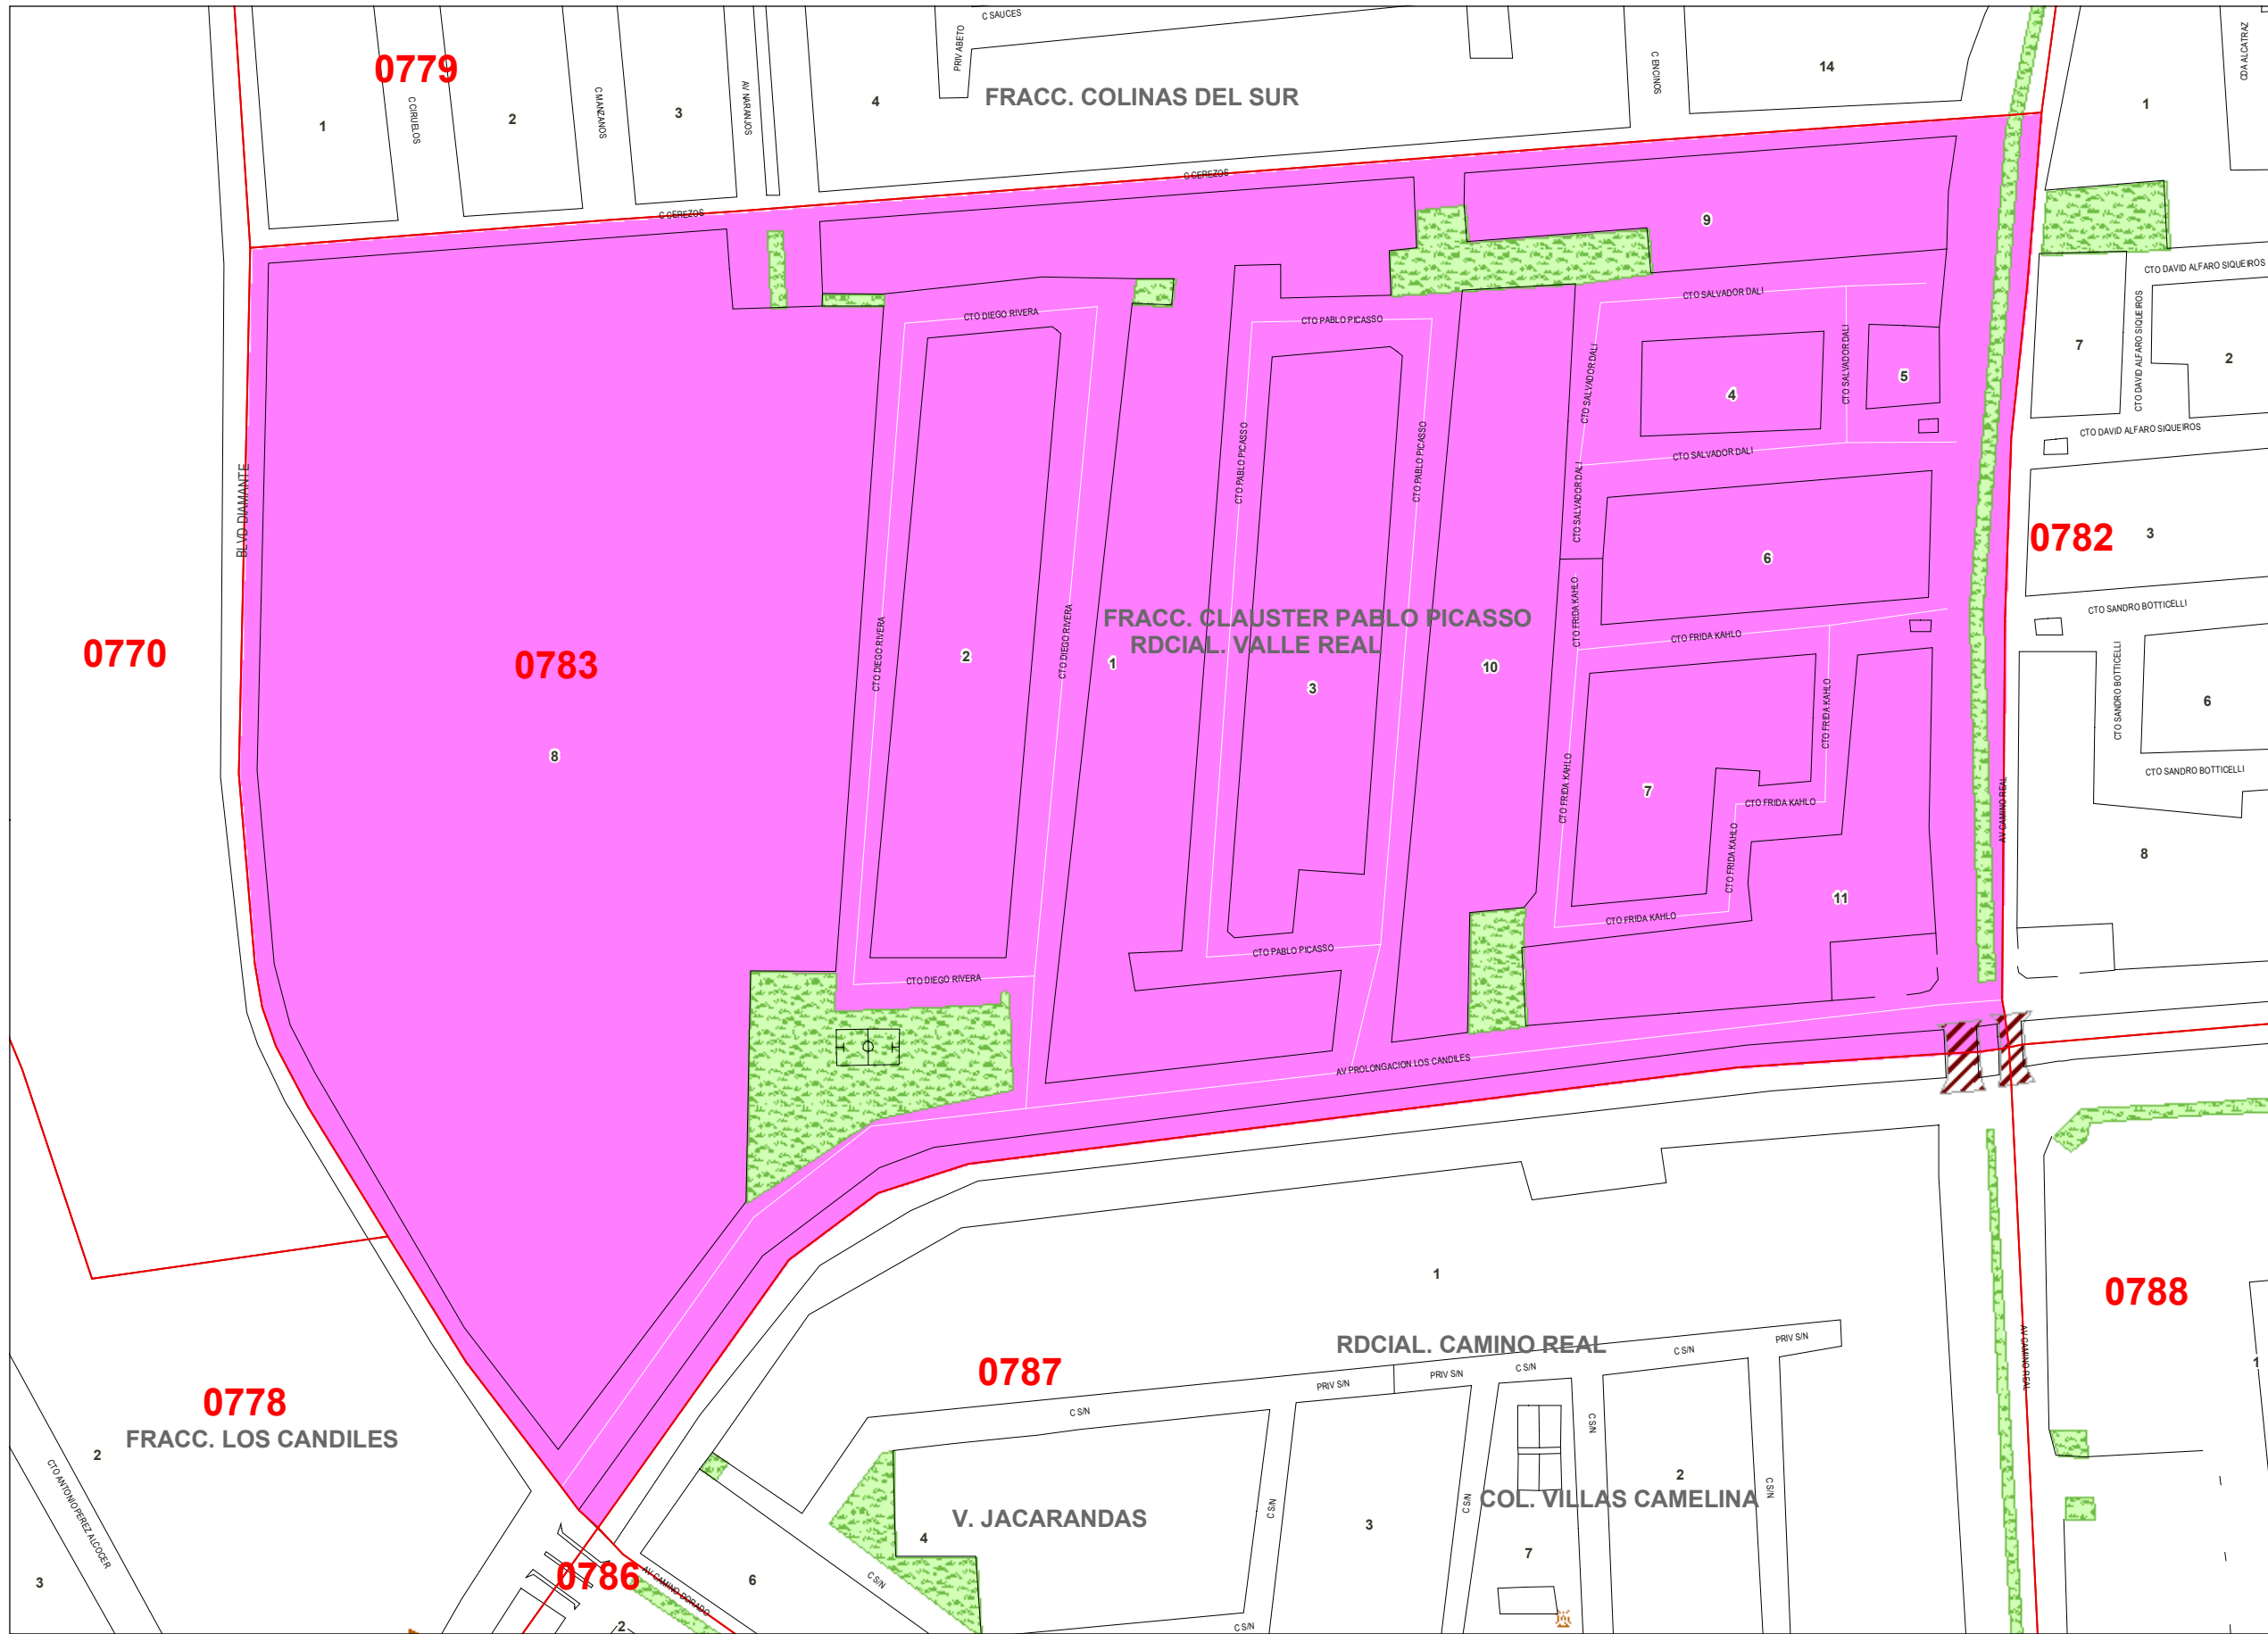 C SAUCES
PRIV ABETO
C ENCINOS
CDA ALCATRAZ
0779
14
FRACC. COLINAS DEL SUR
4
1
C CIRUELOS
2
C MANZANOS
3
AV NARANJOS
1
C CEREZOS
C CEREZOS
9
CTO DAVID ALFARO SIQUEIROS
CTO DAVID ALFARO SIQUEIROS
7
2
CTO DAVID ALFARO SIQUEIROS
CTO DIEGO RIVERA
CTO PABLO PICASSO
CTO SALVADOR DALI
CTO SALVADOR DALI
CTO SALVADOR DALI
4
5
CTO SALVADOR DALI
CTO SALVADOR DALI
CTO PABLO PICASSO
CTO PABLO PICASSO
BLVD DIAMANTE
0782
3
6
CTO SANDRO BOTTICELLI
CTO FRIDA KAHLO
CTO FRIDA KAHLO
FRACC. CLAUSTER PABLO PICASSO
RDCIAL. VALLE REAL
0770
0783
CTO DIEGO RIVERA
2
CTO DIEGO RIVERA
1
3
10
CTO FRIDA KAHLO
CTO SANDRO BOTTICELLI
6
8
CTO SANDRO BOTTICELLI
7
CTO FRIDA KAHLO
CTO FRIDA KAHLO
CTO FRIDA KAHLO
AV CAMINO REAL
8
11
CTO FRIDA KAHLO
CTO PABLO PICASSO
CTO DIEGO RIVERA
AV PROLONGACION LOS CANDILES
1
0788
RDCIAL. CAMINO REAL
PRIV S/N
C S/N
C S/N
PRIV S/N
PRIV S/N
AV CAMINO REAL
1
0787
0778
FRACC. LOS CANDILES
2
C S/N
C S/N
2
C S/N
COL. VILLAS CAMELINA
V. JACARANDAS
C S/N
C S/N
3
4
7
CTO ANTONIO PEREZ ALCOCER
3
0786
AV CAMINO DORADO
6
C S/N
2
C S/N